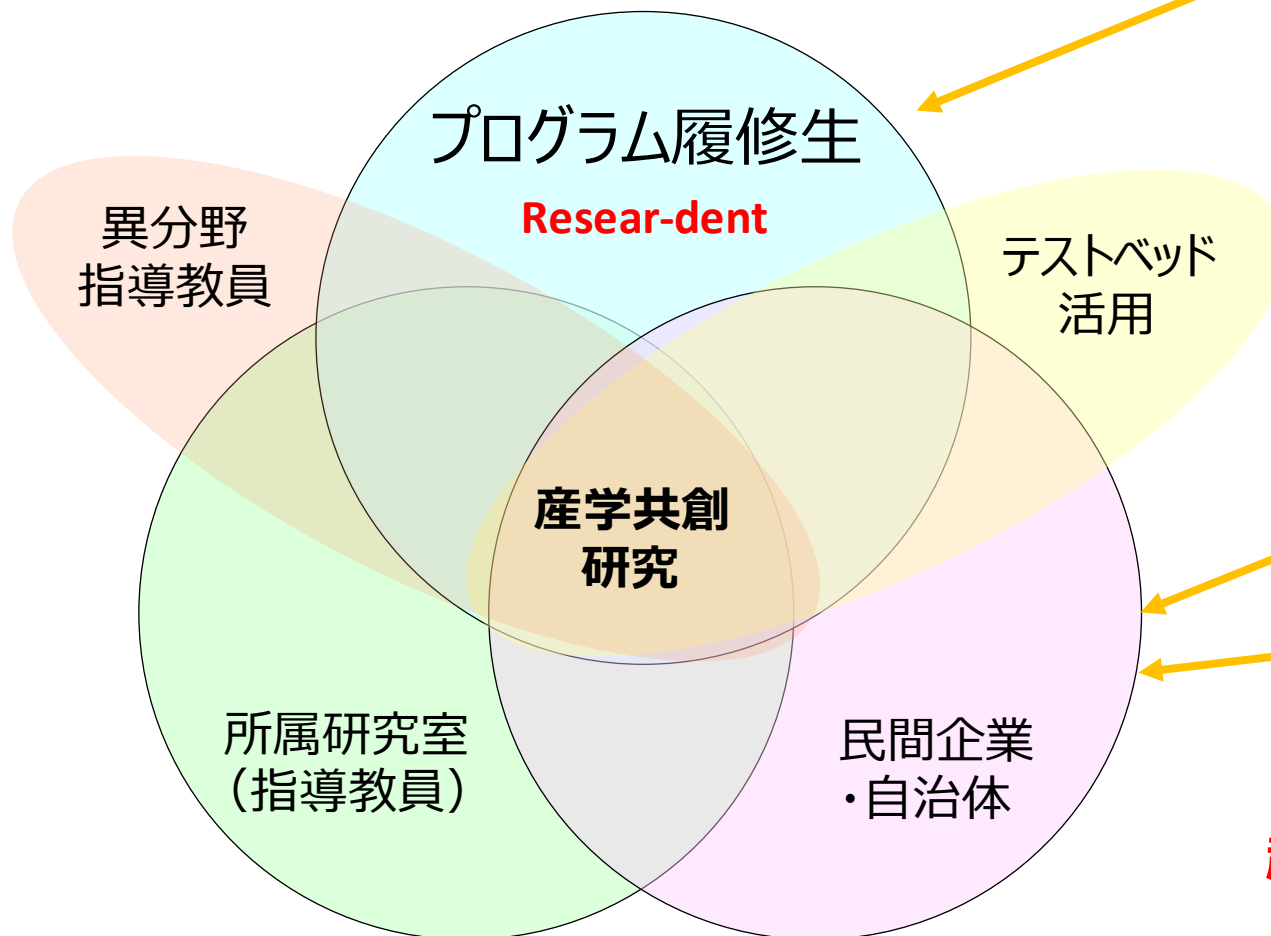 プログラム履修生
Resear-dent
異分野
指導教員
テストベッド
活用
産学共創
研究
所属研究室
（指導教員）
民間企業
・自治体